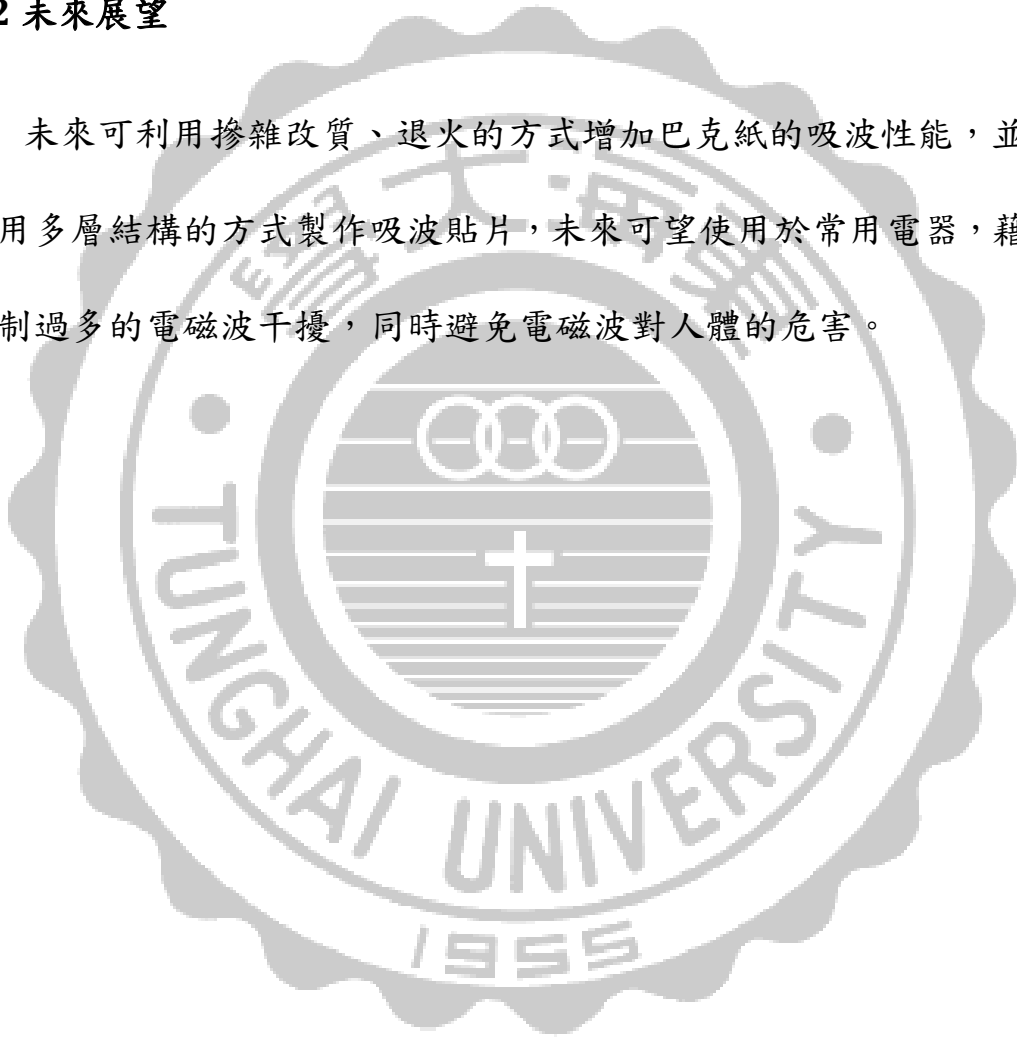 2 未來展望
未來可利用摻雜改質、退火的方式增加巴克紙的吸波性能，並
用多層結構的方式製作吸波貼片，未來可望使用於常用電器，藉
制過多的電磁波干擾，同時避免電磁波對人體的危害。
學大·海東
TUNGHAI UNIVERSITY
1955